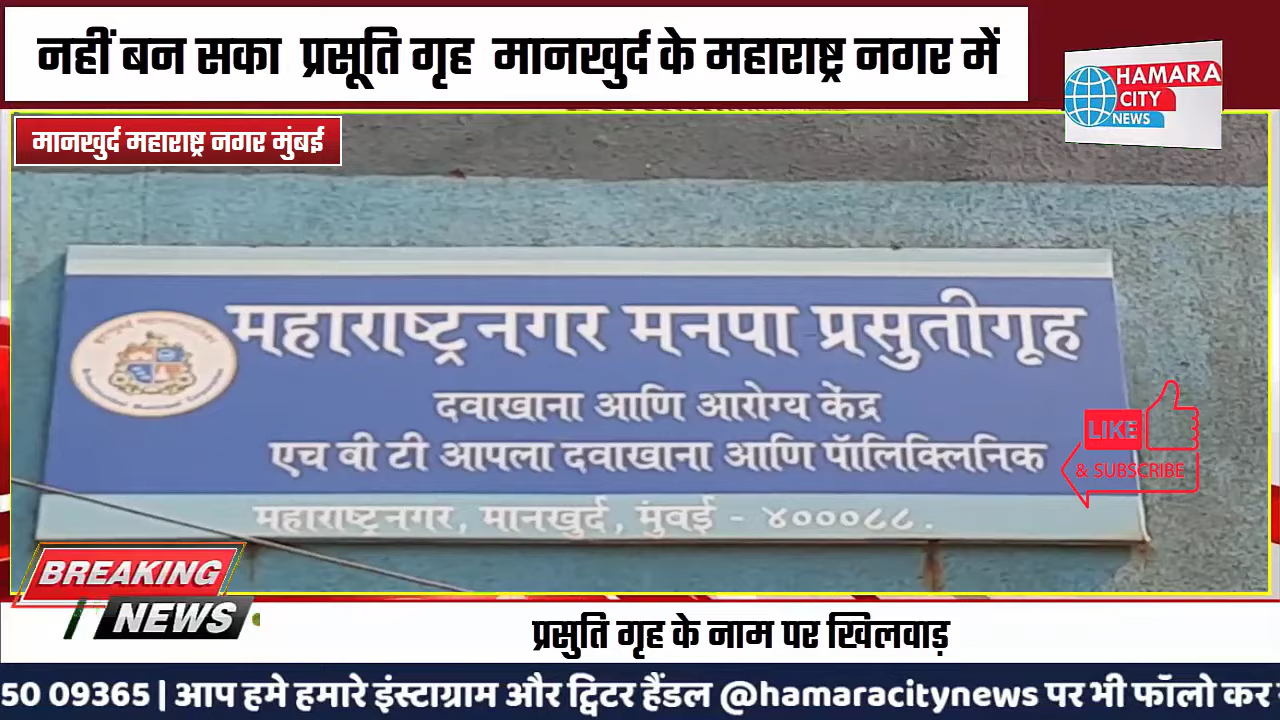 नहीं बन सका प्रसूति गृह मानखुर्द के महाराष्ट्र नगर में
HAMARA
CITY
NEWS
मानखुर्द महाराष्ट्र नगर मुंबई
महाराष्ट्रनगर मनपा प्रसुतीगृह
दवाखाना आणि आरोग्य केंद्र
एच बी टी आपला दवाखाना आणि पॉलिक्लिनिक
महाराष्ट्रनगर, मानखुर्द, मुंबई - ४०००८८.
LIKE
& SUBSCRIBE
BREAKING
NEWS
प्रसुति गृह के नाम पर खिलवाड़
50 09365 | आप हमे हमारे इंस्टाग्राम और ट्विटर हैंडल @hamaracitynews पर भी फॉलो कर